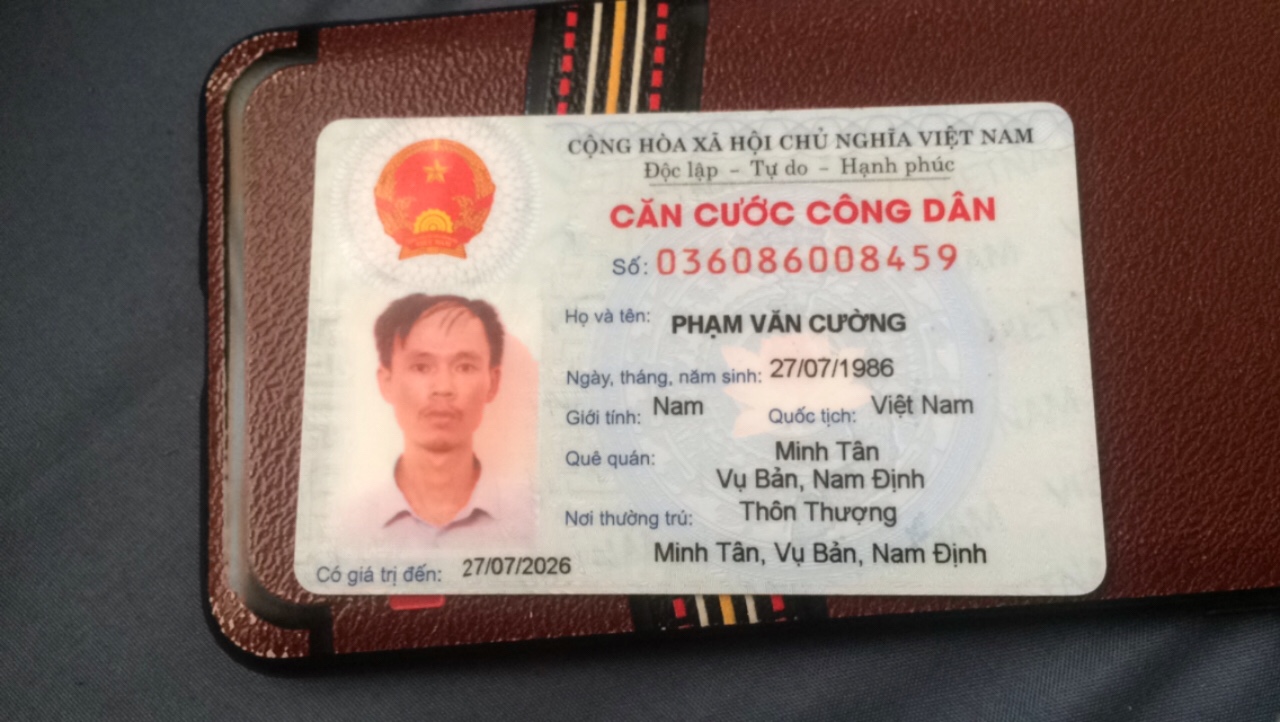 CỘNG HÒA XÃ HỘI CHỦ NGHĨA VIỆT NAM
Độc lập – Tự do – Hạnh phúc
CĂN CƯỚC CÔNG DÂN
Số: 036086008459
Họ và tên: PHẠM VĂN CƯỜNG
Ngày, tháng, năm sinh: 27/07/1986
Giới tính: Nam Quốc tịch: Việt Nam
Quê quán: Minh Tân
Vụ Bản, Nam Định
Nơi thường trú: Thôn Thượng
Minh Tân, Vụ Bản, Nam Định
Có giá trị đến: 27/07/2026